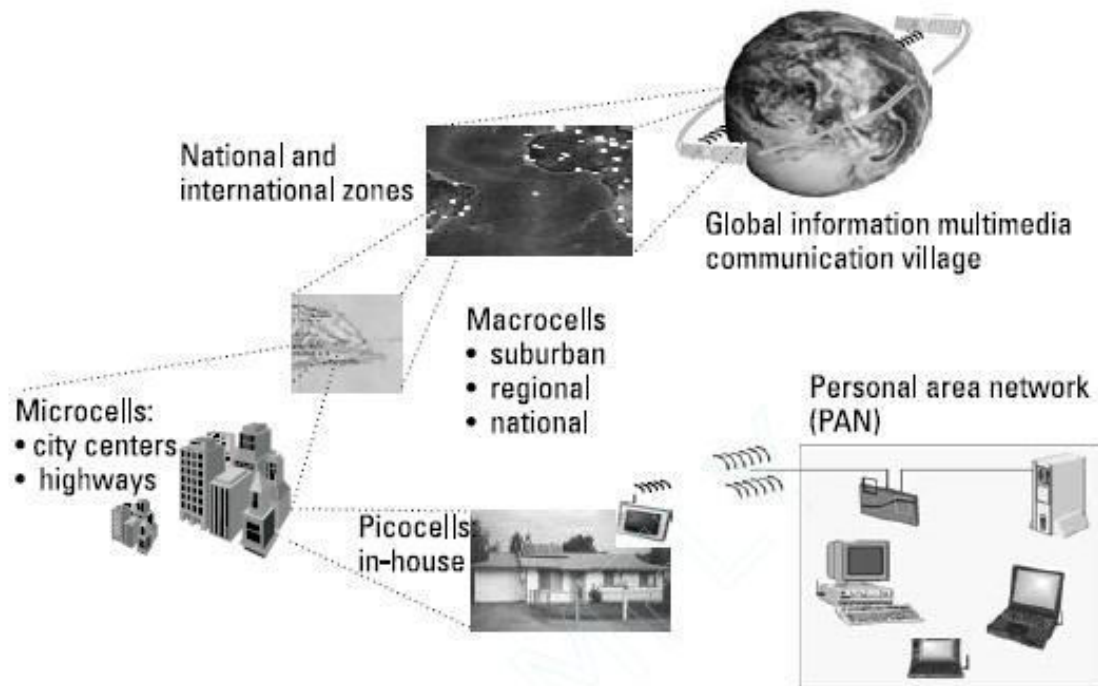 National and
international zones
Global information multimedia
communication village
Macrocells
• suburban
• regional
• national
Microcells:
• city centers
• highways
Personal area network
(PAN)
Picocells
in-house